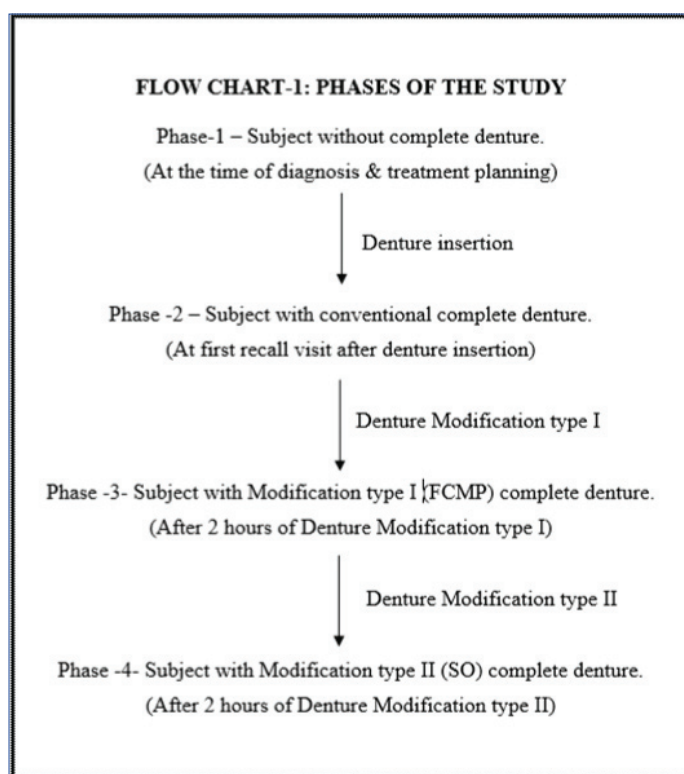 FLOW CHART-1: PHASES OF THE STUDY
Phase-1 – Subject without complete denture.
(At the time of diagnosis & treatment planning)
Denture insertion
Phase -2 – Subject with conventional complete denture.
(At first recall visit after denture insertion)
Denture Modification type I
Phase -3- Subject with Modification type I (FCMP) complete denture.
(After 2 hours of Denture Modification type I)
Denture Modification type II
Phase -4- Subject with Modification type II (SO) complete denture.
(After 2 hours of Denture Modification type II)